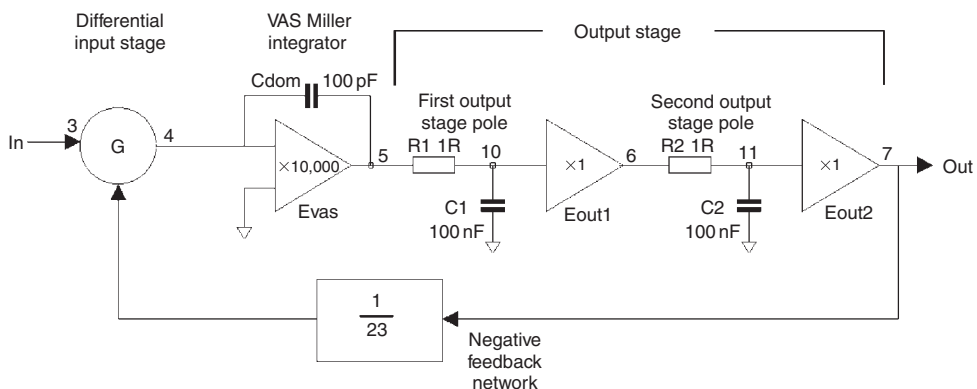 Differential
input stage
VAS Miller
integrator
Output stage
Cdom 100 pF
First output
stage pole
Second output
stage pole
In
3
G
4
×10,000
Evas
5
R1 1R
10
C1
100 nF
×1
Eout1
6
R2 1R
11
C2
100 nF
×1
Eout2
7
Out
1
23
Negative
feedback
network